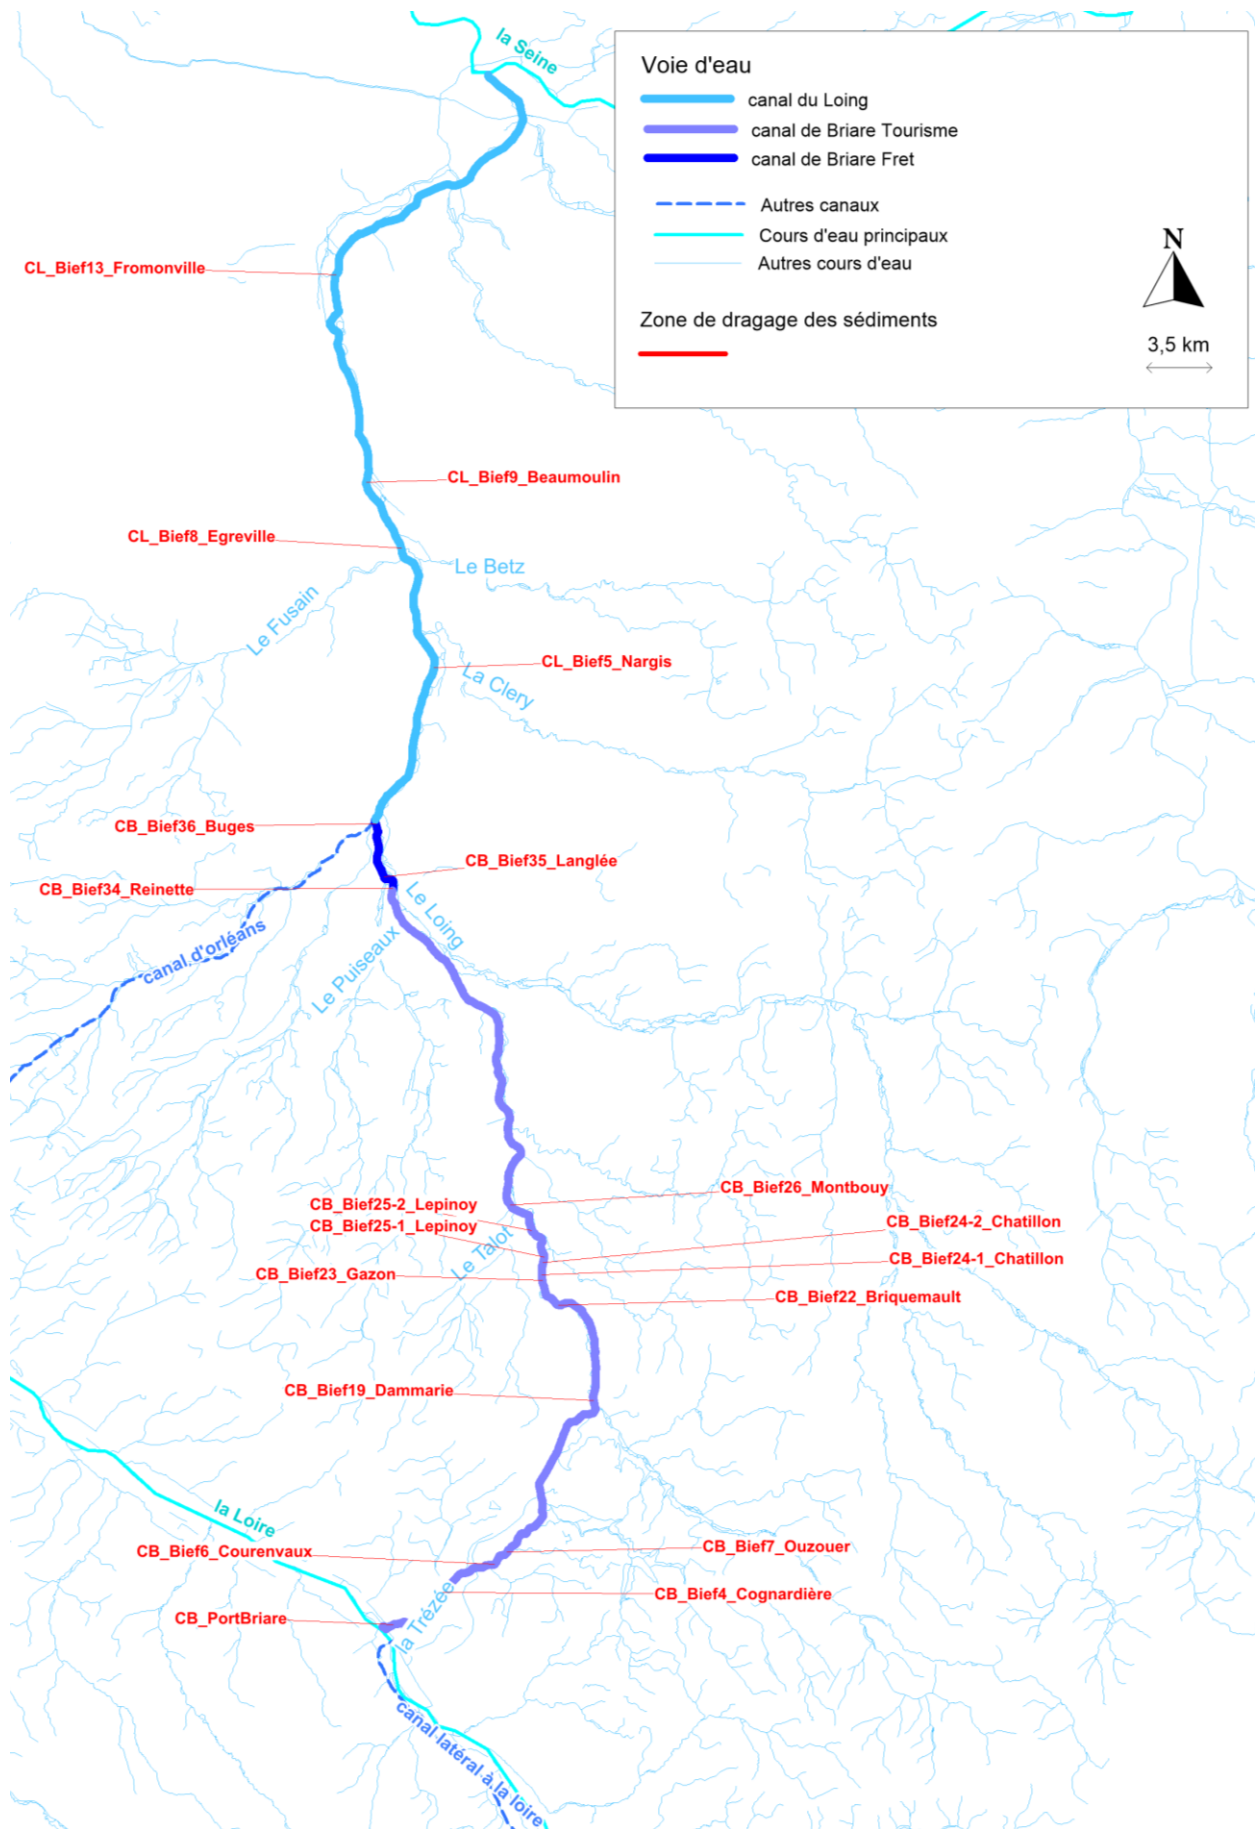 la Seine
Voie d'eau
canal du Loing
canal de Briare Tourisme
canal de Briare Fret
Autres canaux
Cours d'eau principaux
Autres cours d'eau
N
3,5 km
Zone de dragage des sédiments
CL_Bief13_Fromonville
CL_Bief9_Beaumoulin
CL_Bief8_Egreville
Le Betz
Le Fusain
CL_Bief5_Nargis
La Clery
CB_Bief36_Buges
CB_Bief35_Langlée
CB_Bief34_Reinette
Le Loing
canal d'orléans
Le Puiseaux
CB_Bief26_Montbouy
CB_Bief25-2_Lepinoy
CB_Bief25-1_Lepinoy
CB_Bief24-2_Chatillon
Le Talot
CB_Bief24-1_Chatillon
CB_Bief23_Gazon
CB_Bief22_Briquemault
CB_Bief19_Dammarie
la Loire
CB_Bief7_Ouzouer
CB_Bief6_Courenvaux
CB_Bief4_Cognardière
CB_PortBriare
la Trézée
canal latéral à la loire